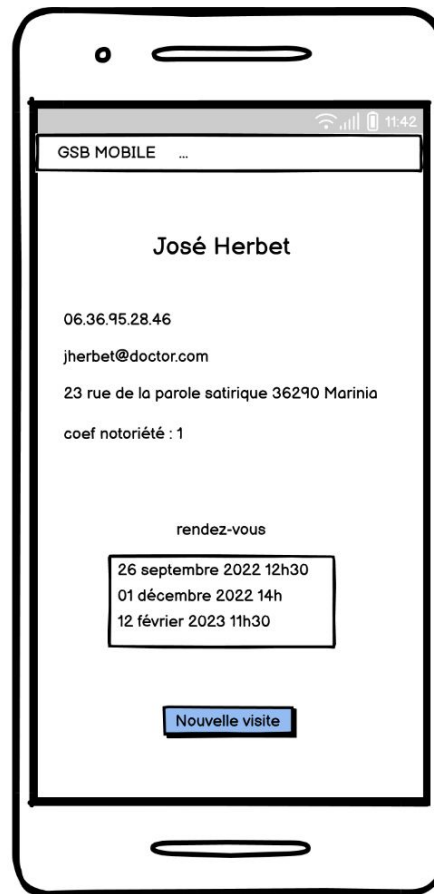 11:42
GSB MOBILE ...
José Herbet
06.36.95.28.46
jherbet@doctor.com
23 rue de la parole satirique 36290 Marinia
coef notoriété : 1
rendez-vous
26 septembre 2022 12h30
01 décembre 2022 14h
12 février 2023 11h30
Nouvelle visite